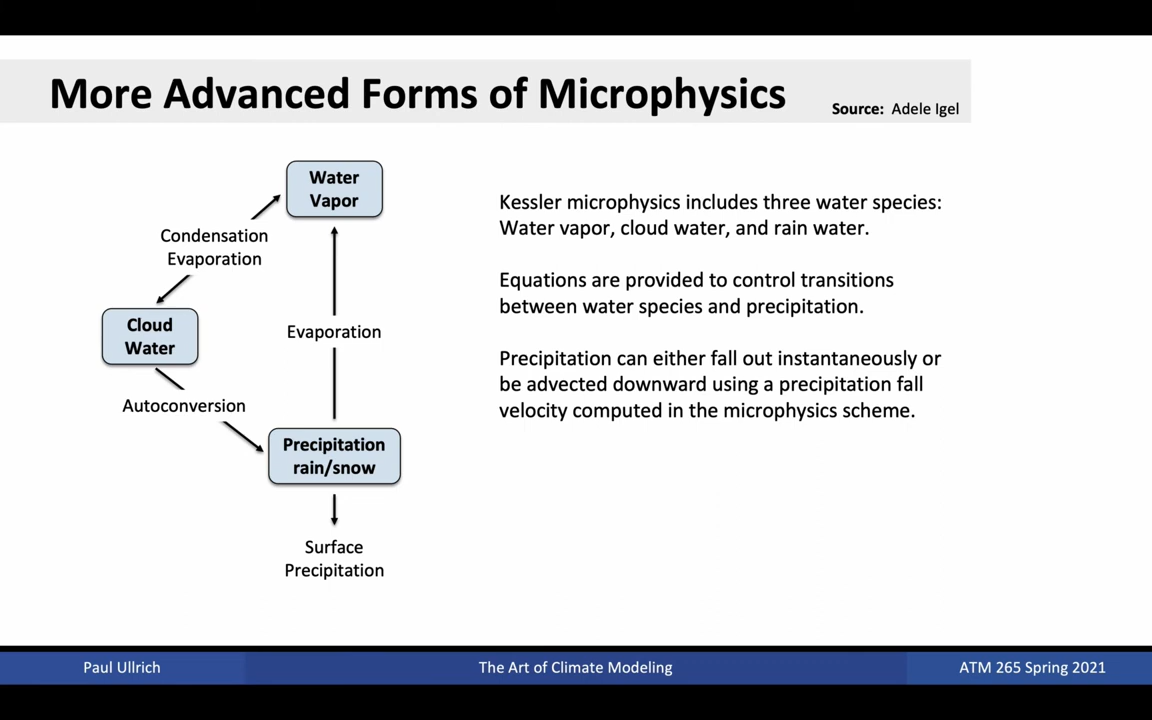 More Advanced Forms of Microphysics
Source: Adele Igel
Water
Vapor
Condensation
Evaporation
Cloud
Water
Evaporation
Autoconversion
Precipitation
rain/snow
Surface
Precipitation
Kessler microphysics includes three water species:
Water vapor, cloud water, and rain water.
Equations are provided to control transitions
between water species and precipitation.
Precipitation can either fall out instantaneously or
be advected downward using a precipitation fall
velocity computed in the microphysics scheme.
Paul Ullrich
The Art of Climate Modeling
ATM 265 Spring 2021